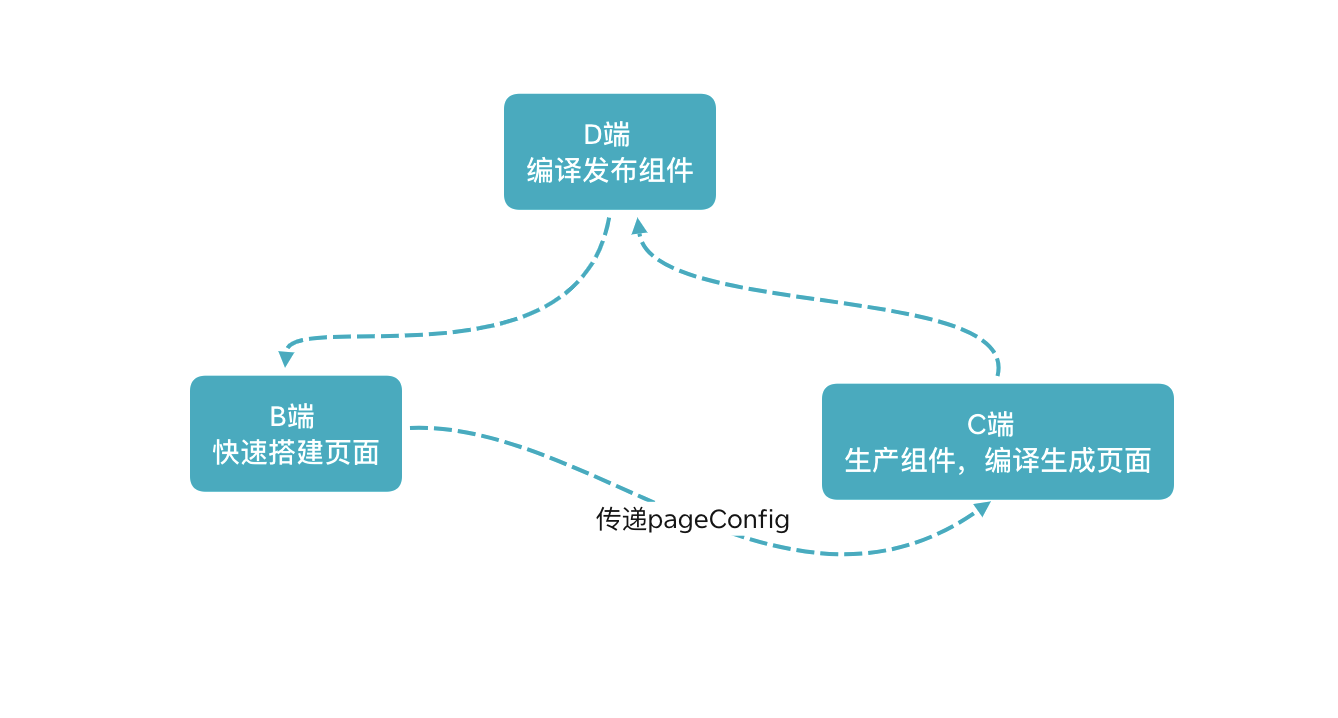 D端
编译发布组件
B端
快速搭建页面
C端
生产组件，编译生成页面
传递pageConfig